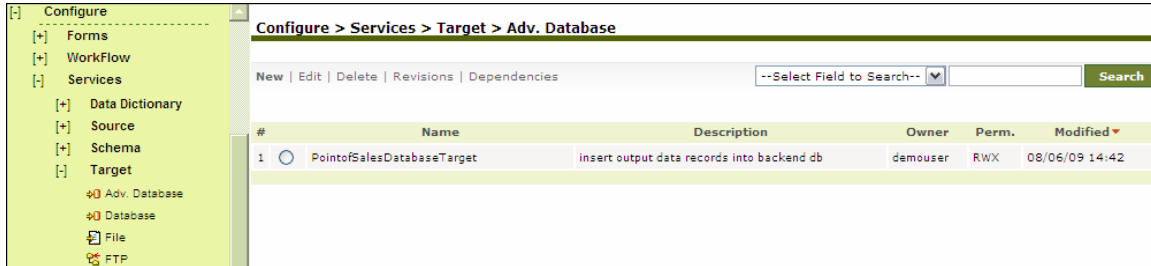 [-] Configure
[+] Forms
[+] WorkFlow
[-] Services
[+] Data Dictionary
[+] Source
[+] Schema
[-] Target
Adv. Database
Database
File
FTP
Configure > Services > Target > Adv. Database
New | Edit | Delete | Revisions | Dependencies --Select Field to Search-- Search
# Name Description Owner Perm. Modified
1 PointofSalesDatabaseTarget insert output data records into backend db demouser RWX 08/06/09 14:42